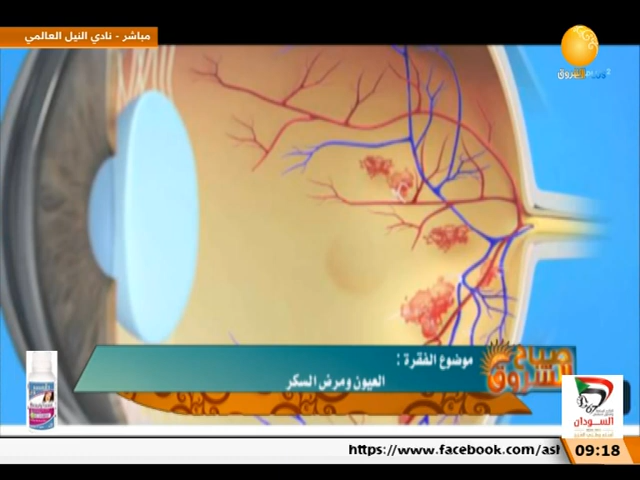 مباشر - نادي النيل العالمي
الشروق
موضوع الفقرة :
العيون ومرض السكر
صباح
الشروق
السودان
https://www.facebook.com/ash
09:18